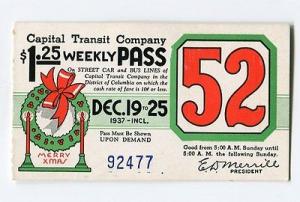 Capital Transit Company
$1.25 WEEKLY PASS
On STREET CAR and BUS LINES of
Capital Transit Company in the
District of Columbia on which the
cash rate of fare is 10¢ or less.
DEC. 19 TO 25
1937 - INCL.
Pass Must Be Shown
UPON DEMAND
MERRY
XMAS
92477
52
Good from 5:00 A.M. Sunday until
5:00 A.M. the following Sunday.
E D Merrill
PRESIDENT